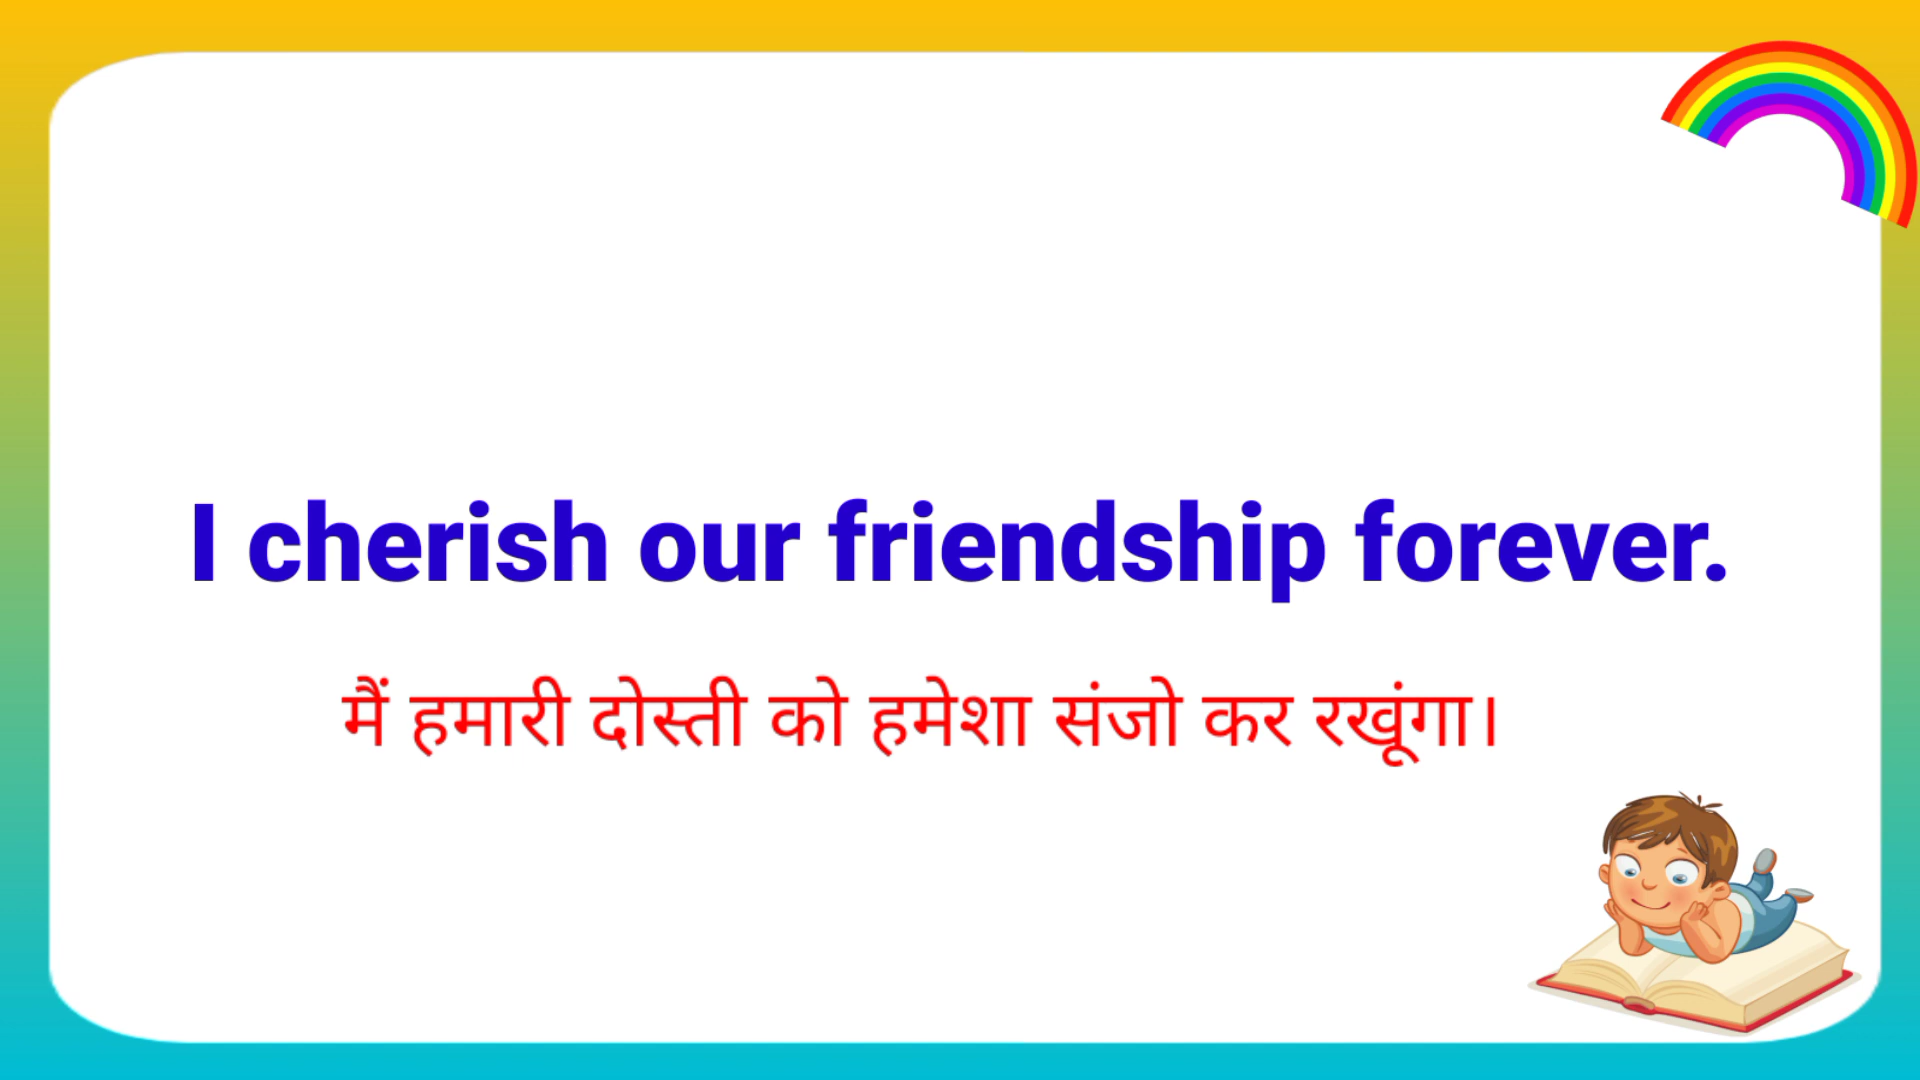 I cherish our friendship forever.
मैं हमारी दोस्ती को हमेशा संजो कर रखूंगा।